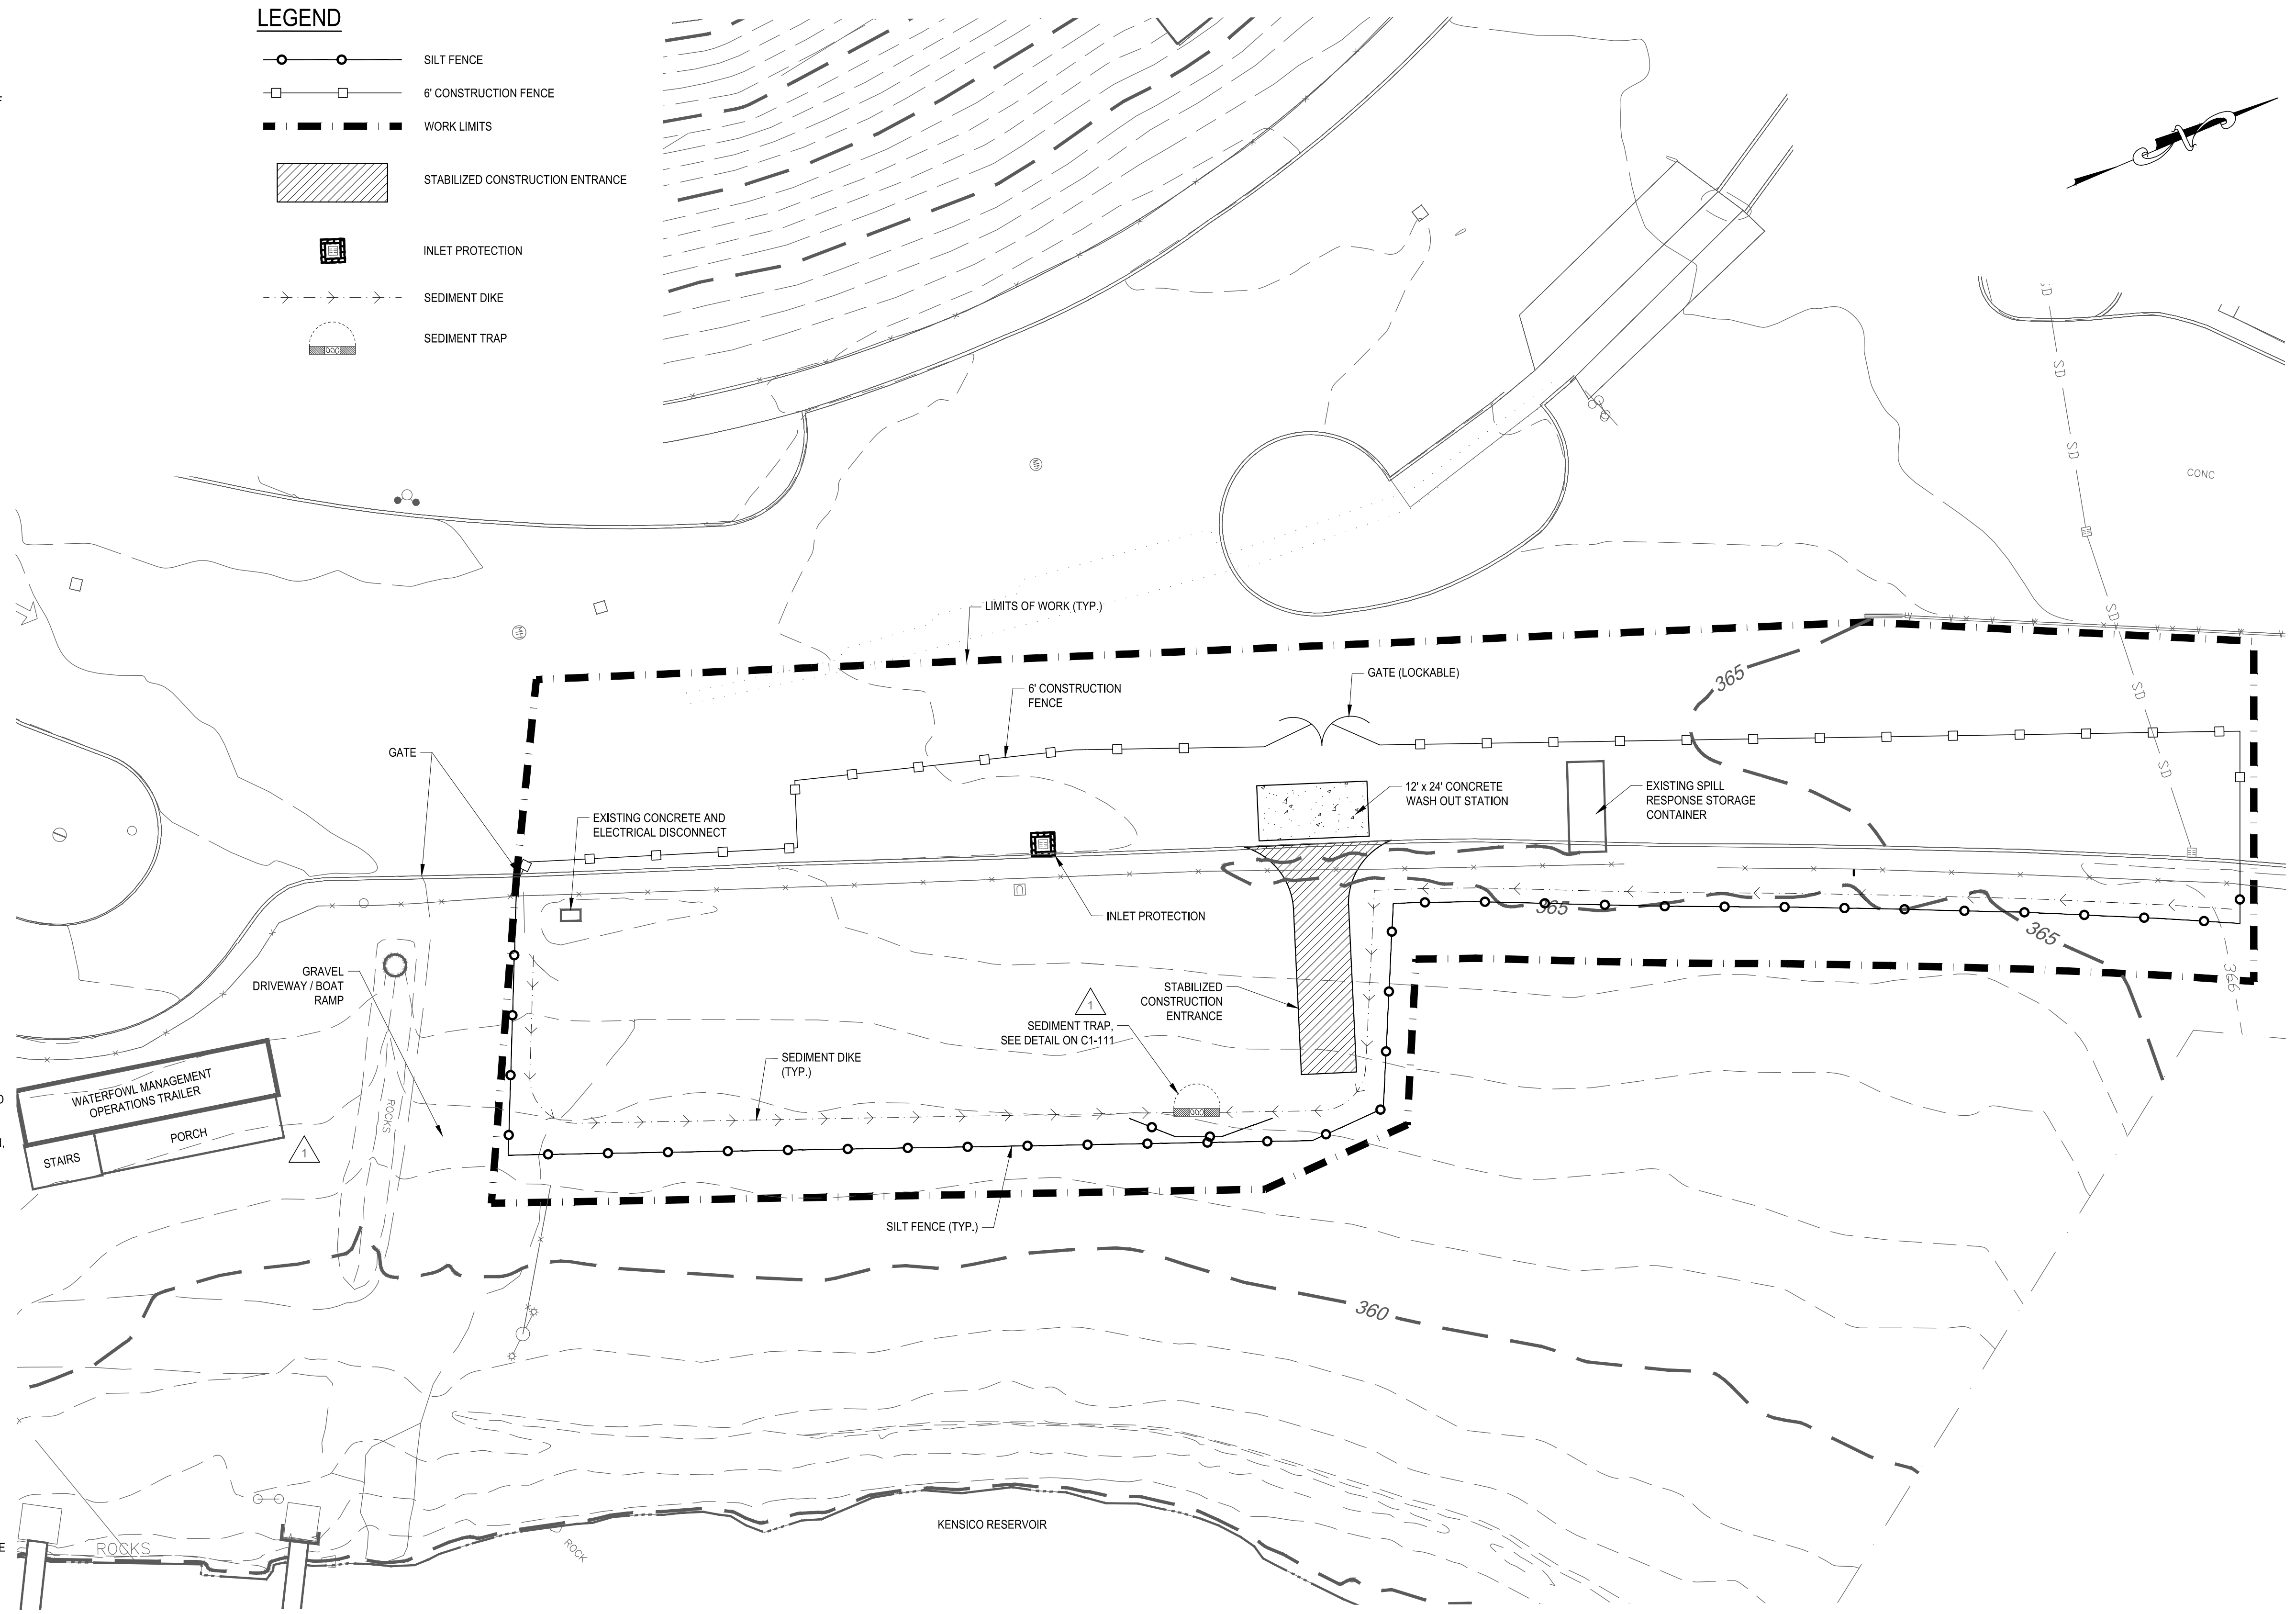 LEGEND
SILT FENCE
6' CONSTRUCTION FENCE
WORK LIMITS
STABILIZED CONSTRUCTION ENTRANCE
INLET PROTECTION
SEDIMENT DIKE
SEDIMENT TRAP
N
SD
SD
SD
CONC
SD
SD
SD
SD
MH
MH
LIMITS OF WORK (TYP.)
GATE (LOCKABLE)
365
6' CONSTRUCTION
FENCE
GATE
12' x 24' CONCRETE
WASH OUT STATION
EXISTING SPILL
RESPONSE STORAGE
CONTAINER
EXISTING CONCRETE AND
ELECTRICAL DISCONNECT
INLET PROTECTION
365
365
366
GRAVEL
DRIVEWAY / BOAT
RAMP
STABILIZED
CONSTRUCTION
ENTRANCE
1
SEDIMENT TRAP,
SEE DETAIL ON C1-111
SEDIMENT DIKE
(TYP.)
WATERFOWL MANAGEMENT
OPERATIONS TRAILER
PORCH
STAIRS
ROCKS
1
SILT FENCE (TYP.)
360
KENSICO RESERVOIR
ROCKS
ROCK